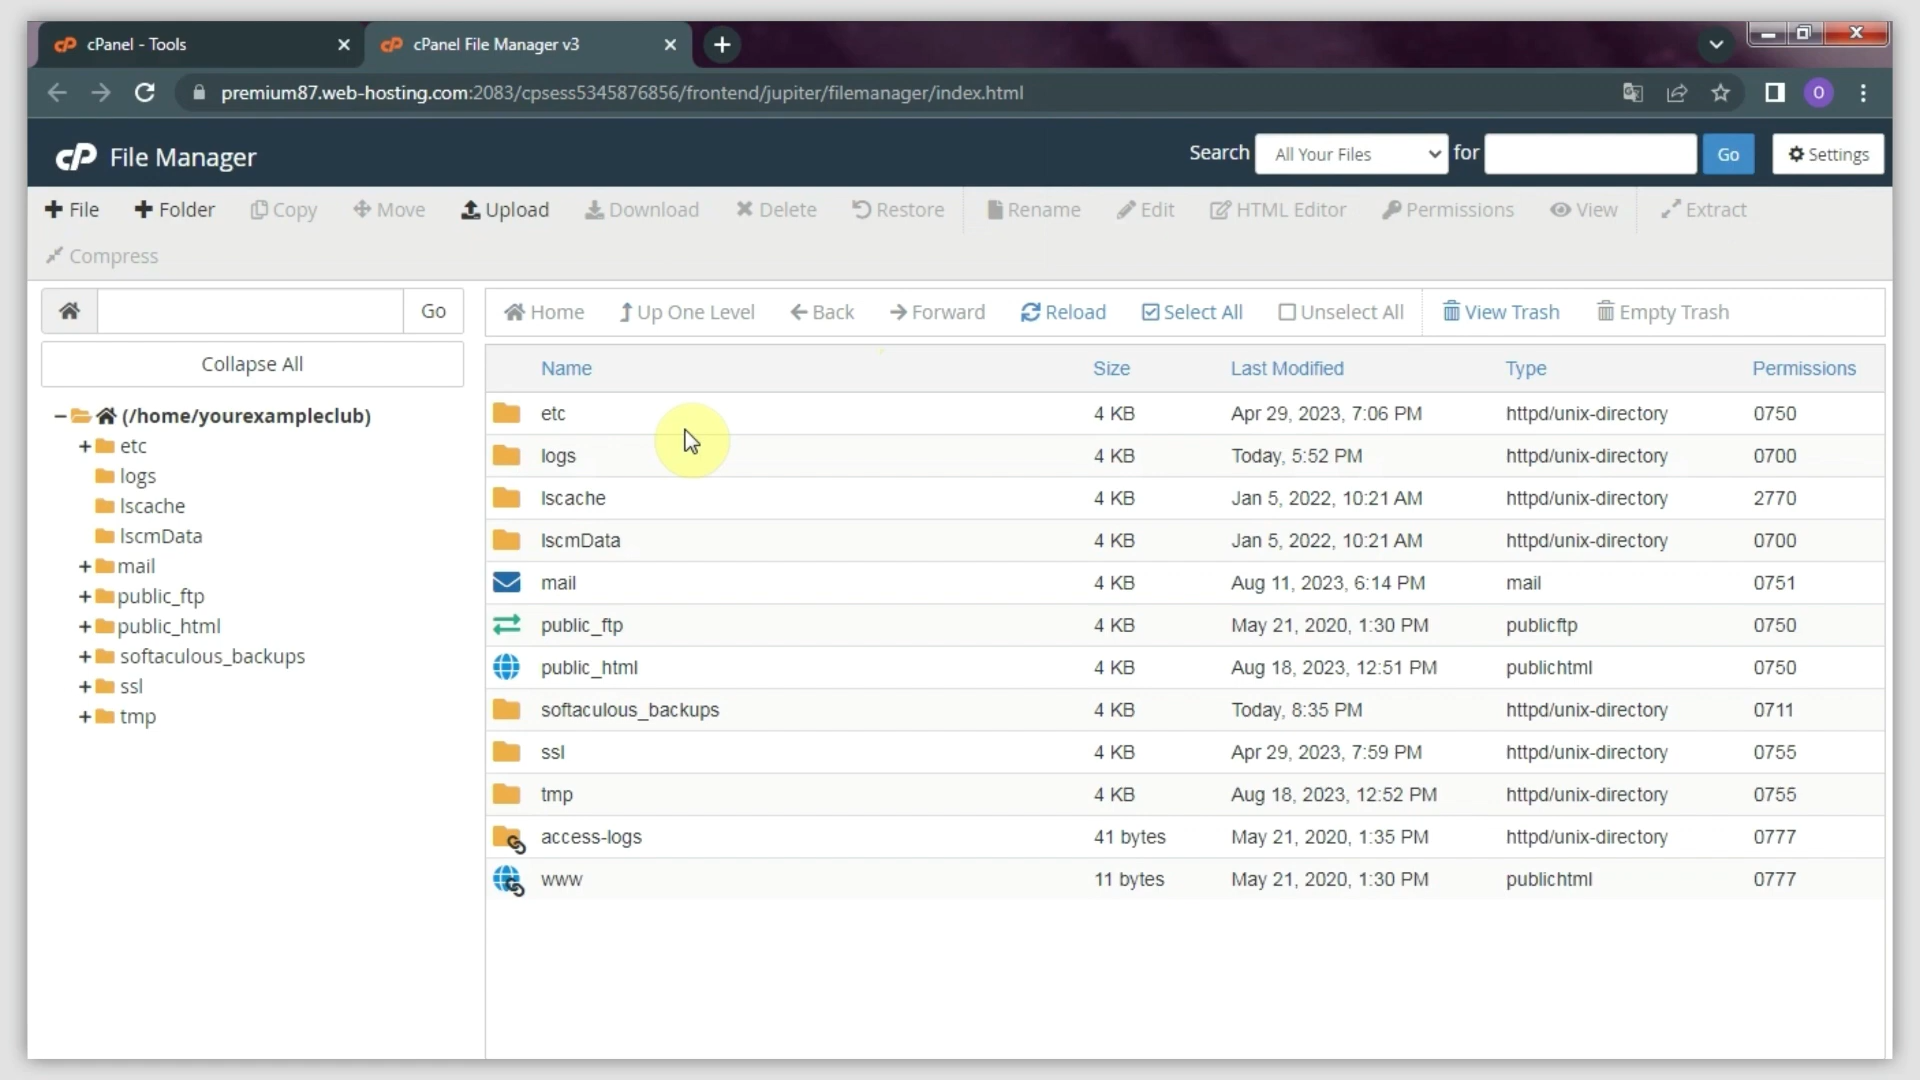 cPanel - Tools
cPanel File Manager v3
premium87.web-hosting.com:2083/cpsess5345876856/frontend/jupiter/filemanager/index.html
O
cP File Manager
Search All Your Files for Go Settings
File Folder Copy Move Upload Download Delete Restore Rename Edit HTML Editor Permissions View Extract
Compress
Go
Home Up One Level Back Forward Reload Select All Unselect All View Trash Empty Trash
Collapse All
(/home/yourexampleclub)
etc
logs
lscache
lscmData
mail
public_ftp
public_html
softaculous_backups
ssl
tmp
Name Size Last Modified Type Permissions
etc 4 KB Apr 29, 2023, 7:06 PM httpd/unix-directory 0750
logs 4 KB Today, 5:52 PM httpd/unix-directory 0700
lscache 4 KB Jan 5, 2022, 10:21 AM httpd/unix-directory 2770
lscmData 4 KB Jan 5, 2022, 10:21 AM httpd/unix-directory 0700
mail 4 KB Aug 11, 2023, 6:14 PM mail 0751
public_ftp 4 KB May 21, 2020, 1:30 PM publicftp 0750
public_html 4 KB Aug 18, 2023, 12:51 PM publichtml 0750
softaculous_backups 4 KB Today, 8:35 PM httpd/unix-directory 0711
ssl 4 KB Apr 29, 2023, 7:59 PM httpd/unix-directory 0755
tmp 4 KB Aug 18, 2023, 12:52 PM httpd/unix-directory 0755
access-logs 41 bytes May 21, 2020, 1:35 PM httpd/unix-directory 0777
www 11 bytes May 21, 2020, 1:30 PM publichtml 0777